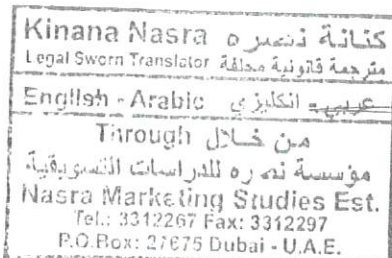 Kinana Nasra كنانة نصره
Legal Sworn Translator مترجمة قانونية محلفة
English - Arabic عربي - انكليزي
Through من خلال
مؤسسة نصره للدراسات التسويقية
Nasra Marketing Studies Est.
Tel.: 3312267 Fax: 3312297
P.O.Box: 27675 Dubai - U.A.E.